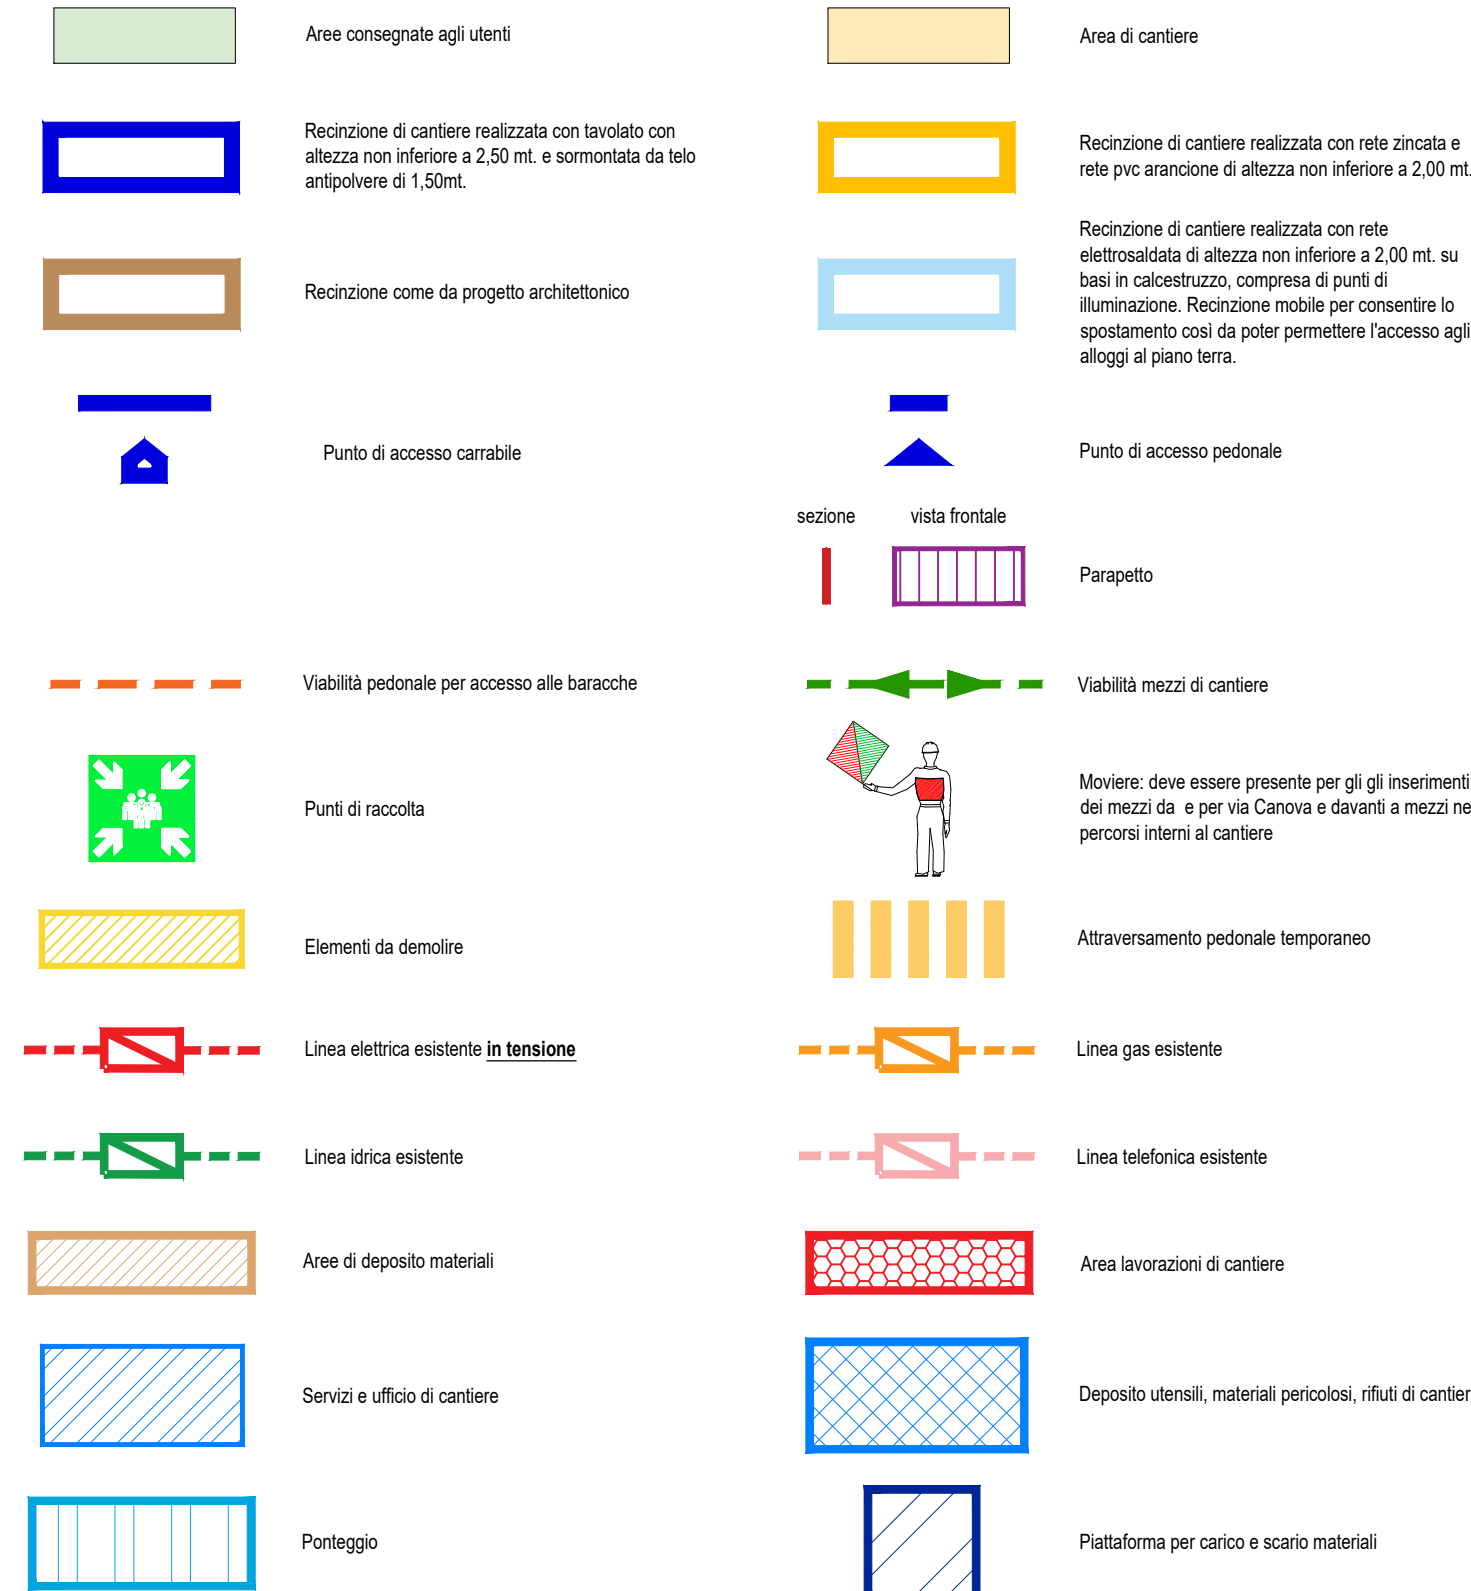 Aree consegnate agli utenti
Area di cantiere
Recinzione di cantiere realizzata con tavolato con
altezza non inferiore a 2,50 mt. e sormontata da telo
antipolvere di 1,50mt.
Recinzione di cantiere realizzata con rete zincata e
rete pvc arancione di altezza non inferiore a 2,00 mt.
Recinzione come da progetto architettonico
Recinzione di cantiere realizzata con rete
elettrosaldata di altezza non inferiore a 2,00 mt. su
basi in calcestruzzo, compresa di punti di
illuminazione. Recinzione mobile per consentire lo
spostamento così da poter permettere l'accesso agli
alloggi al piano terra.
Punto di accesso carrabile
Punto di accesso pedonale
sezione vista frontale
Parapetto
Viabilità pedonale per accesso alle baracche
Viabilità mezzi di cantiere
Punti di raccolta
Moviere: deve essere presente per gli gli inserimenti
dei mezzi da e per via Canova e davanti a mezzi ne
percorsi interni al cantiere
Elementi da demolire
Attraversamento pedonale temporaneo
Linea elettrica esistente in tensione
Linea gas esistente
Linea idrica esistente
Linea telefonica esistente
Aree di deposito materiali
Area lavorazioni di cantiere
Servizi e ufficio di cantiere
Deposito utensili, materiali pericolosi, rifiuti di cantier
Ponteggio
Piattaforma per carico e scario materiali